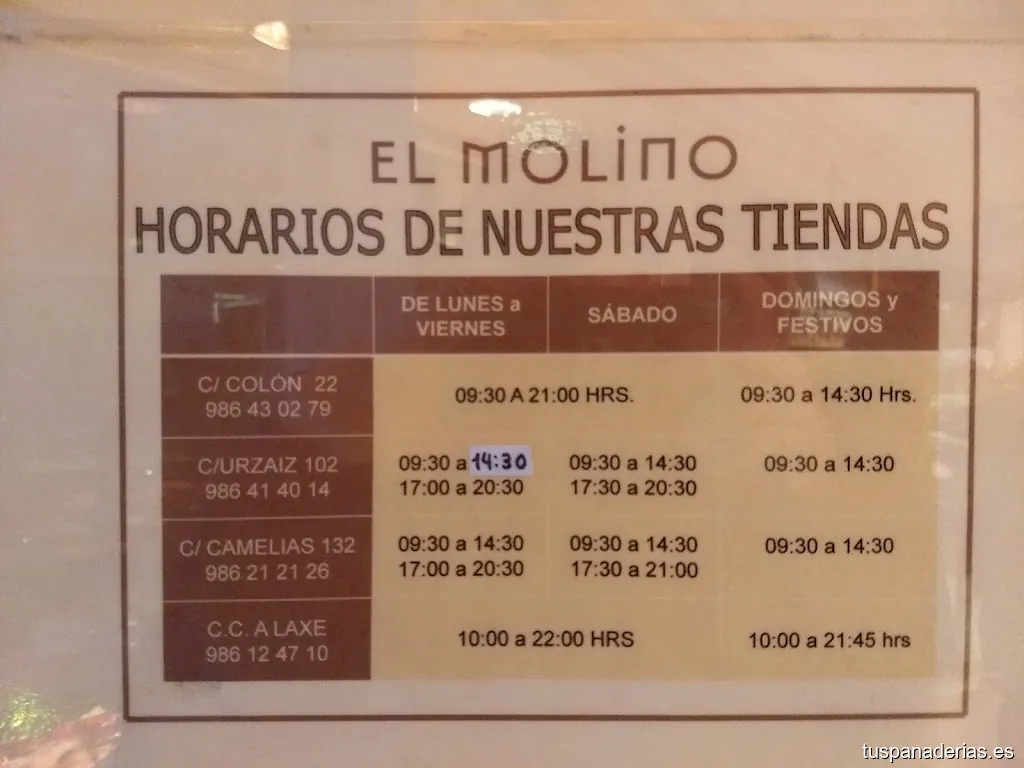 EL MOLINO
HORARIOS DE NUESTRAS TIENDAS
DE LUNES a VIERNES
SÁBADO
DOMINGOS y FESTIVOS
C/ COLÓN 22
986 43 02 79
09:30 A 21:00 HRS.
09:30 a 14:30 Hrs.
C/URZAIZ 102
986 41 40 14
09:30 a 14:30
17:00 a 20:30
09:30 a 14:30
17:30 a 20:30
09:30 a 14:30
C/ CAMELIAS 132
986 21 21 26
09:30 a 14:30
17:00 a 20:30
09:30 a 14:30
17:30 a 21:00
09:30 a 14:30
C.C. A LAXE
986 12 47 10
10:00 a 22:00 HRS
10:00 a 21:45 hrs
tuspanaderias.es